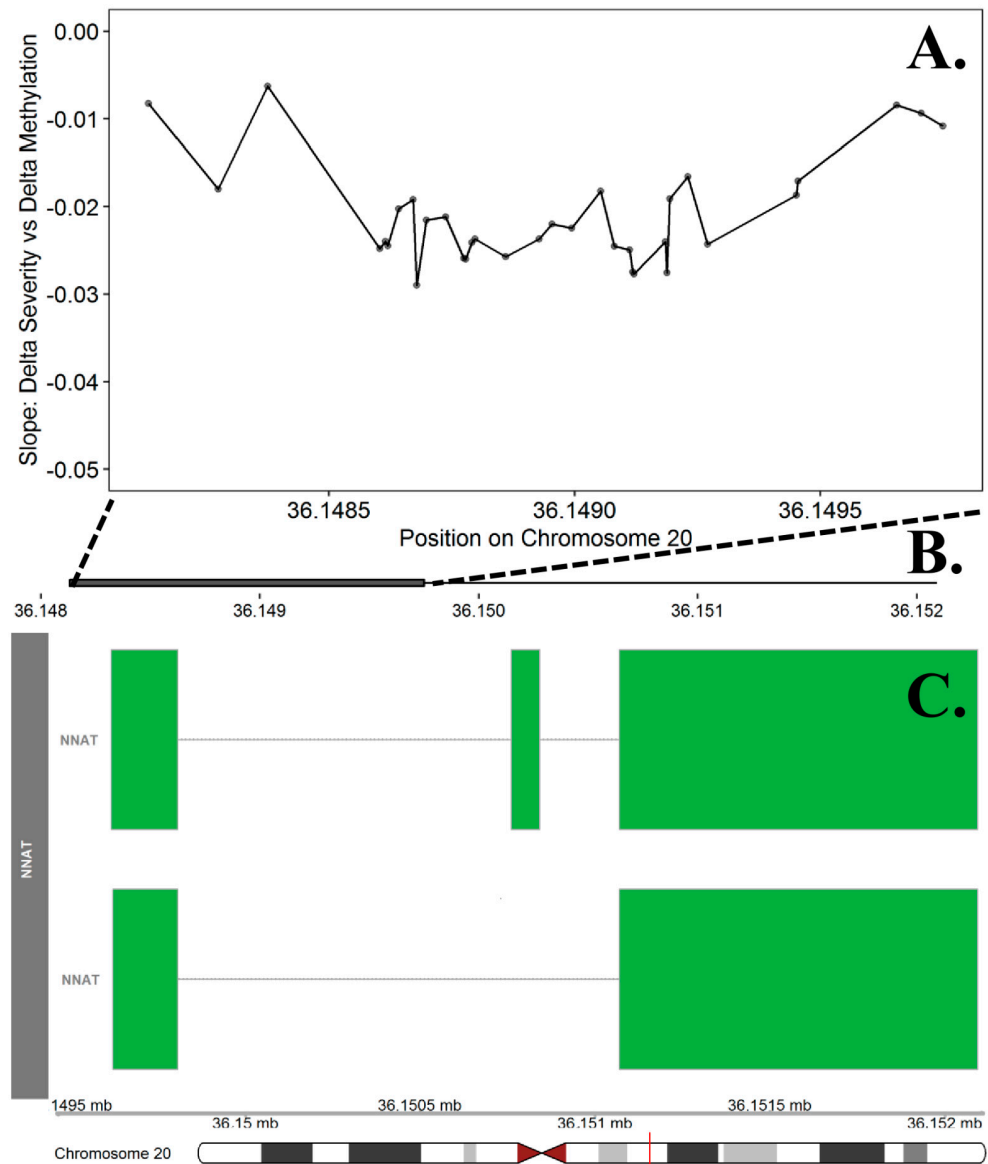 A.
Slope: Delta Severity vs Delta Methylation
0.00
-0.01
-0.02
-0.03
-0.04
-0.05
36.1485 36.1490 36.1495
Position on Chromosome 20
B.
36.148 36.149 36.150 36.151 36.152
C.
NNAT
NNAT
NNAT
1495 mb 36.1505 mb 36.1515 mb
36.15 mb 36.151 mb 36.152 mb
Chromosome 20